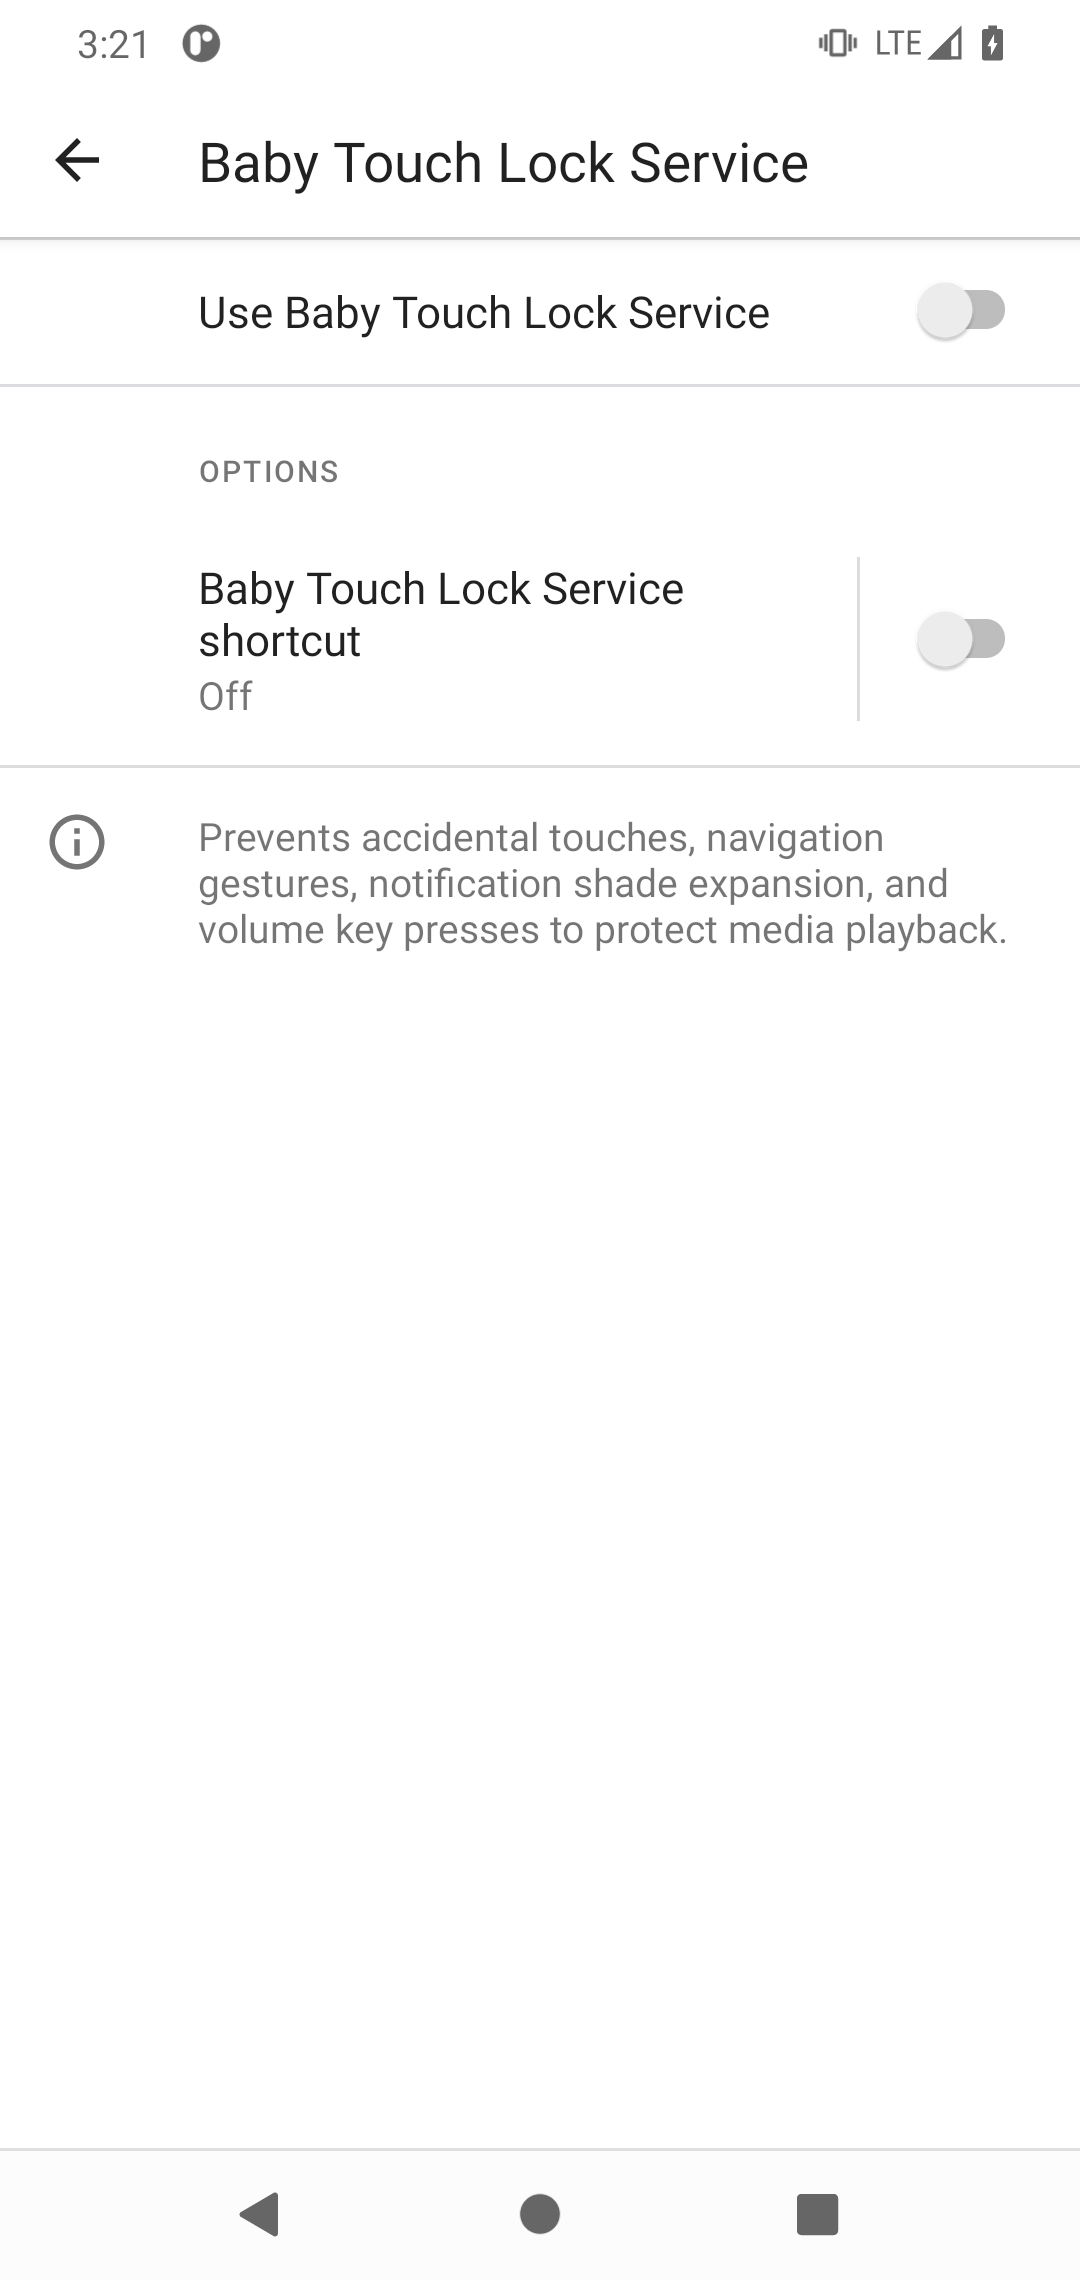 3:21
LTE
Baby Touch Lock Service
Use Baby Touch Lock Service
OPTIONS
Baby Touch Lock Service
shortcut
Off
Prevents accidental touches, navigation
gestures, notification shade expansion, and
volume key presses to protect media playback.